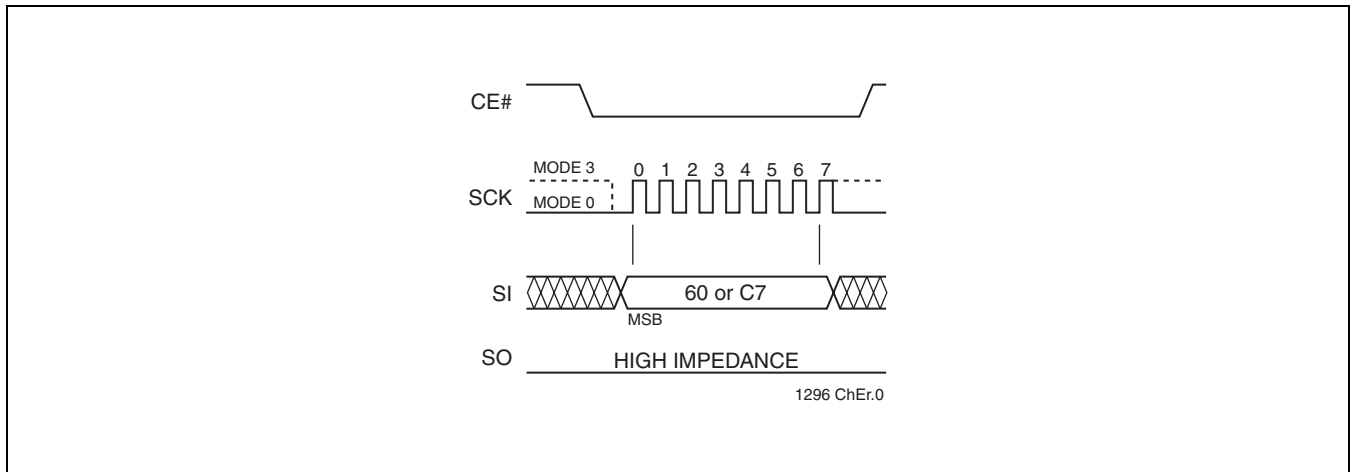 CE#
MODE 3
0 1 2 3 4 5 6 7
SCK
MODE 0
SI
60 or C7
MSB
SO
HIGH IMPEDANCE
1296 ChEr.0